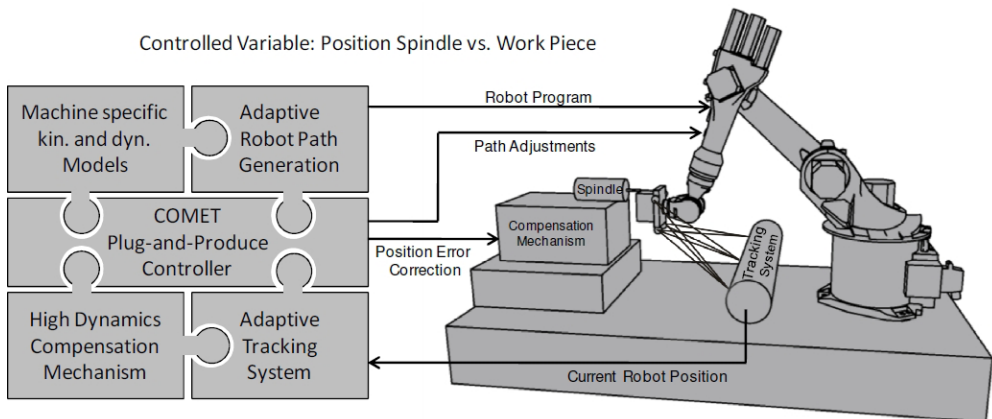 Controlled Variable: Position Spindle vs. Work Piece
Machine specific
kin. and dyn.
Models
Adaptive
Robot Path
Generation
Robot Program
Path Adjustments
COMET
Plug-and-Produce
Controller
Position Error
Correction
Spindle
Compensation
Mechanism
Tracking
System
High Dynamics
Compensation
Mechanism
Adaptive
Tracking
System
Current Robot Position